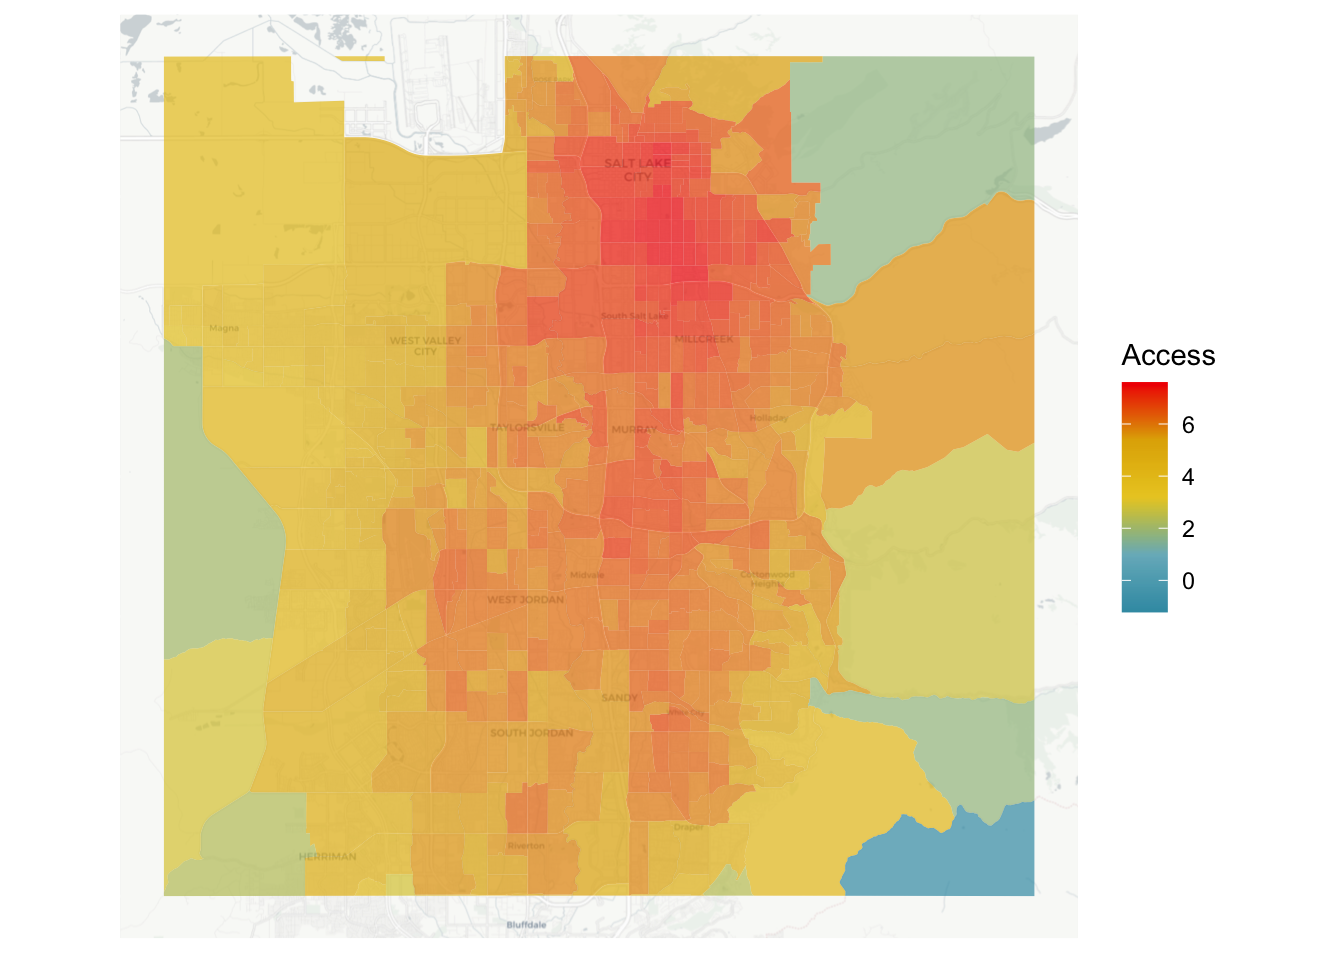 SALT LAKE
CITY
Magna
South Salt Lake
WEST VALLEY
CITY
MILLCREEK
Access
6
4
2
0
TAYLORSVILLE
MURRAY
Holladay
Midvale
Cottonwood
Heights
WEST JORDAN
SANDY
SOUTH JORDAN
Draper
Riverton
HERRIMAN
Bluffdale